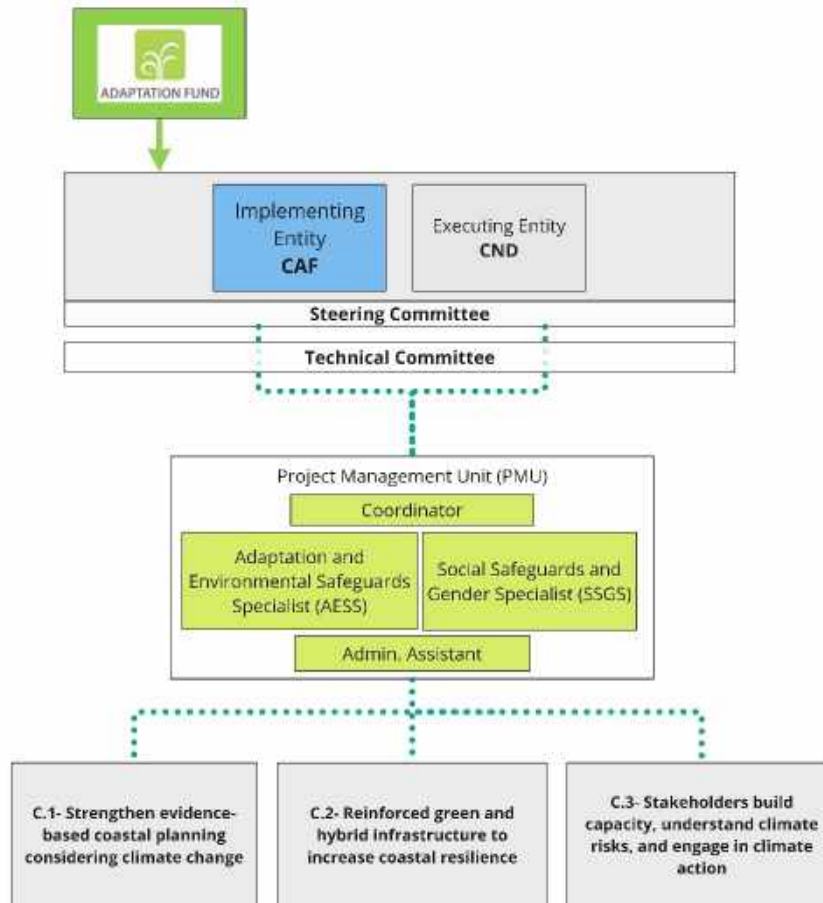 ADAPTATION FUND
Implementing
Entity
CAF
Executing Entity
CND
Steering Committee
Technical Committee
Project Management Unit (PMU)
Coordinator
Adaptation and
Environmental Safeguards
Specialist (AESS)
Social Safeguards and
Gender Specialist (SSGS)
Admin. Assistant
C.1- Strengthen evidence-
based coastal planning
considering climate change
C.2- Reinforced green and
hybrid infrastructure to
increase coastal resilience
C.3- Stakeholders build
capacity, understand climate
risks, and engage in climate
action